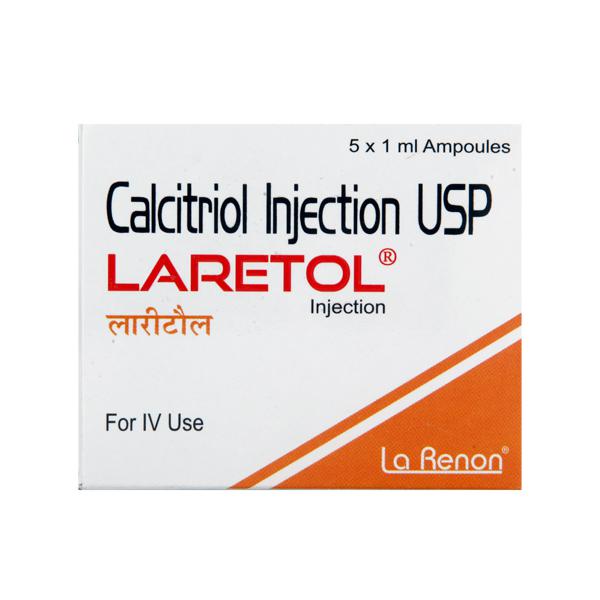 5 x 1 ml Ampoules
Calcitriol Injection USP
LARETOL®
Injection
लारीटौल
For IV Use
La Renon®